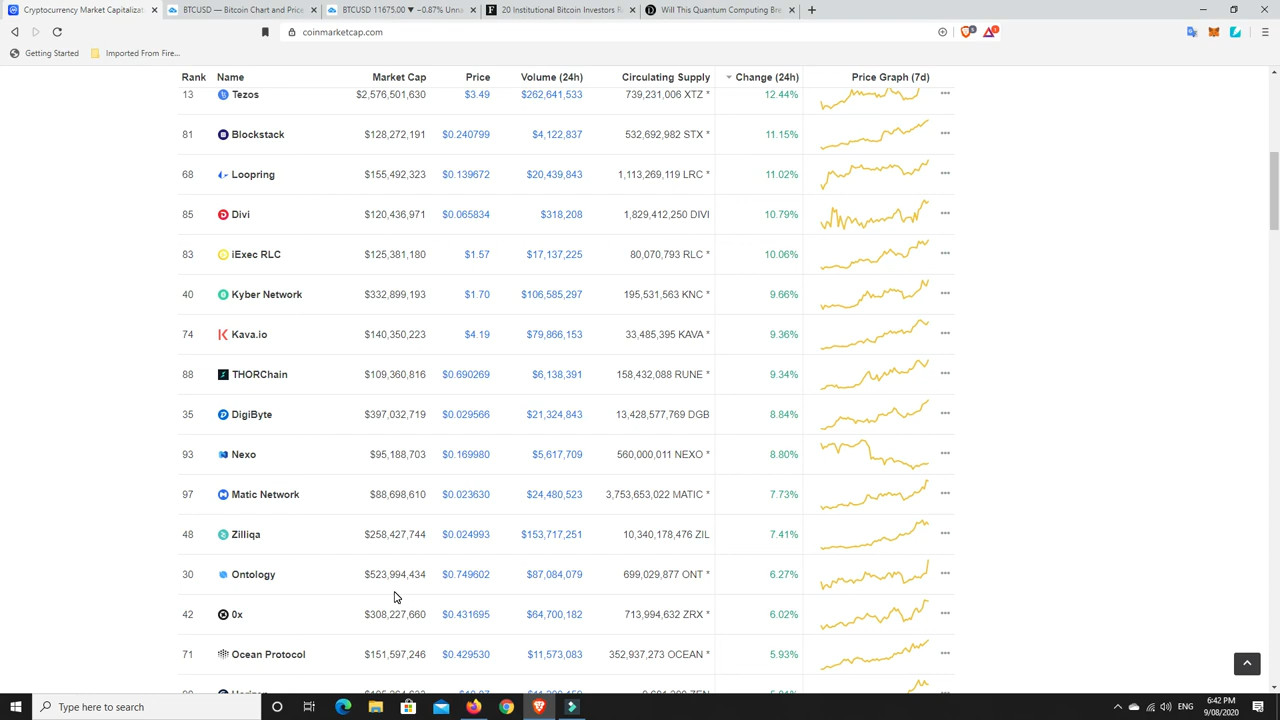 Cryptocurrency Market Capitalizat
BTCUSD — Bitcoin Chart and Price
BTCUSD 11675.00 ▼ −0.87% Unna
20 Institutional Bitcoin Investors R
Will This Quantum Computing Bre
coinmarketcap.com
Getting Started
Imported From Fire...
Rank Name Market Cap Price Volume (24h) Circulating Supply Change (24h) Price Graph (7d)
13 Tezos $2,576,501,630 $3.49 $262,641,533 739,231,006 XTZ * 12.44%
81 Blockstack $128,272,191 $0.240799 $4,122,837 532,692,982 STX * 11.15%
Loopring $0.139672 $20,439,843 1,113,269,119 LRC * 11.02%
85 Divi $120,436,971 $0.065834 $318,208 1,829,412,250 DIVI 10.79%
83 iExec RLC $125,381,180 $1.57 $17,137,225 80,070,793 RLC * 10.06%
40 Kyber Network $332,899,193 $1.70 $106,585,297 195,531,563 KNC * 9.66%
74 Kava.io $140,350,223 $4.19 $79,866,153 33,485,395 KAVA * 9.36%
88 THORChain $109,360,816 $0.690269 $6,138,391 158,432,088 RUNE * 9.34%
35 DigiByte $397,032,719 $0.029566 $21,324,843 13,428,577,769 DGB 8.84%
93 Nexo $95,188,703 $0.169980 $5,617,709 560,000,011 NEXO * 8.80%
97 Matic Network $88,698,610 $0.023630 $24,480,523 3,753,653,022 MATIC * 7.73%
48 Zilliqa $258,427,744 $0.024993 $153,717,251 10,340,178,476 ZIL 7.41%
30 Ontology $523,994,434 $0.749602 $87,084,079 699,029,877 ONT * 6.27%
42 0x $308,227,660 $0.431695 $64,700,182 713,994,632 ZRX * 6.02%
71 Ocean Protocol $151,597,246 $0.429530 $11,573,083 352,937,273 OCEAN * 5.93%
Type here to search
ENG
6:42 PM
9/08/2020